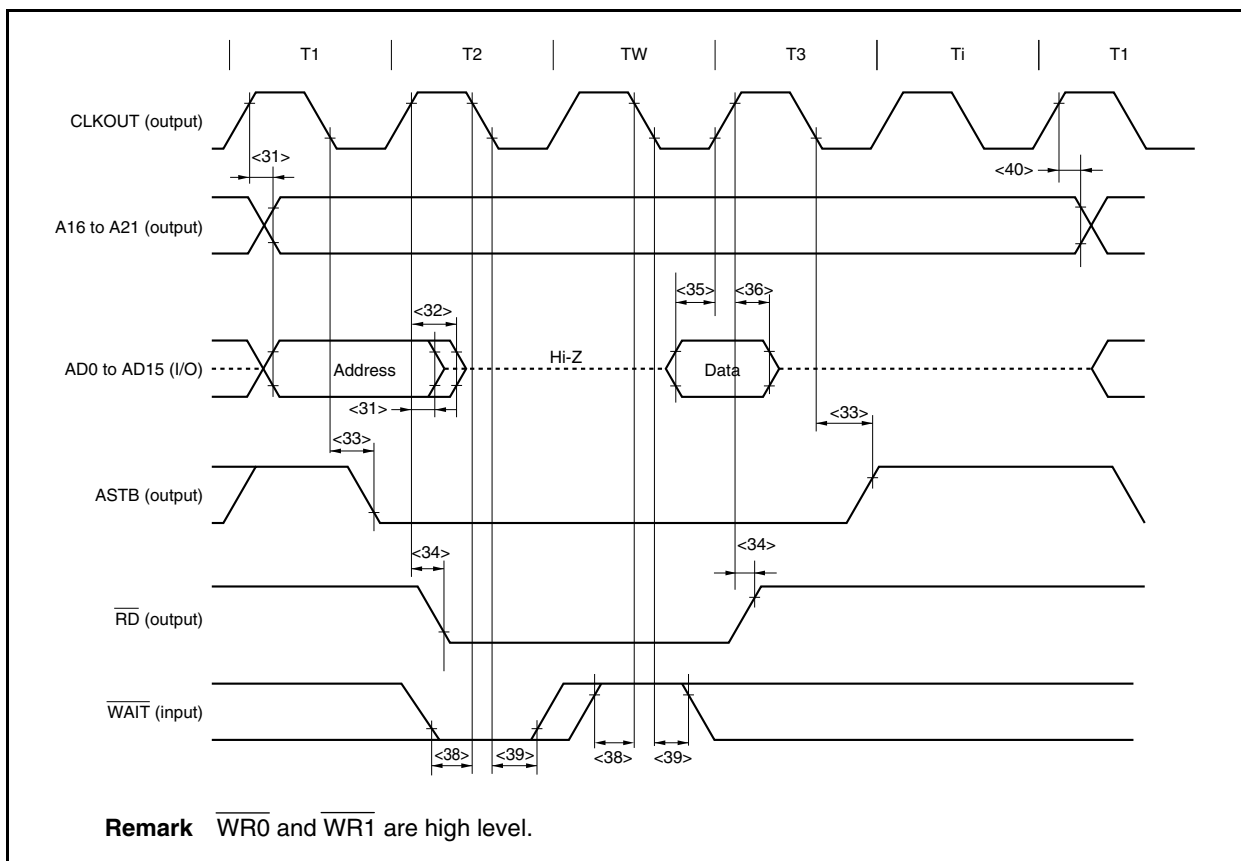 T1 T2 TW T3 Ti T1
CLKOUT (output)
<31>
<40>
A16 to A21 (output)
<35> <36>
<32>
Hi-Z
AD0 to AD15 (I/O)
Address
Data
<31>
<33>
<33>
ASTB (output)
<34>
<34>
RD (output)
WAIT (input)
<38> <39> <38> <39>
Remark WR0 and WR1 are high level.